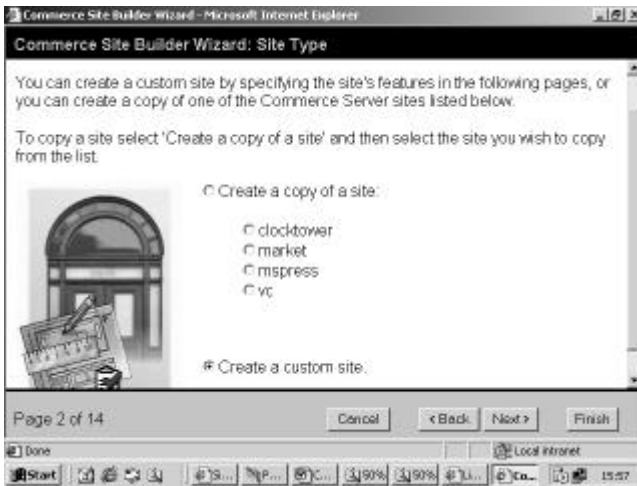 Commerce Site Builder Wizard - Microsoft Internet Explorer
Commerce Site Builder Wizard: Site Type
You can create a custom site by specifying the site's features in the following pages, or
you can create a copy of one of the Commerce Server sites listed below.
To copy a site select 'Create a copy of a site' and then select the site you wish to copy
from the list.
Create a copy of a site:
clocktower
market
mspress
vc
Create a custom site.
Page 2 of 14
Cancel
< Back
Next >
Finish
Done
Local intranet
Start
S...
P...
C...
90%
90%
Li...
Co...
15:57